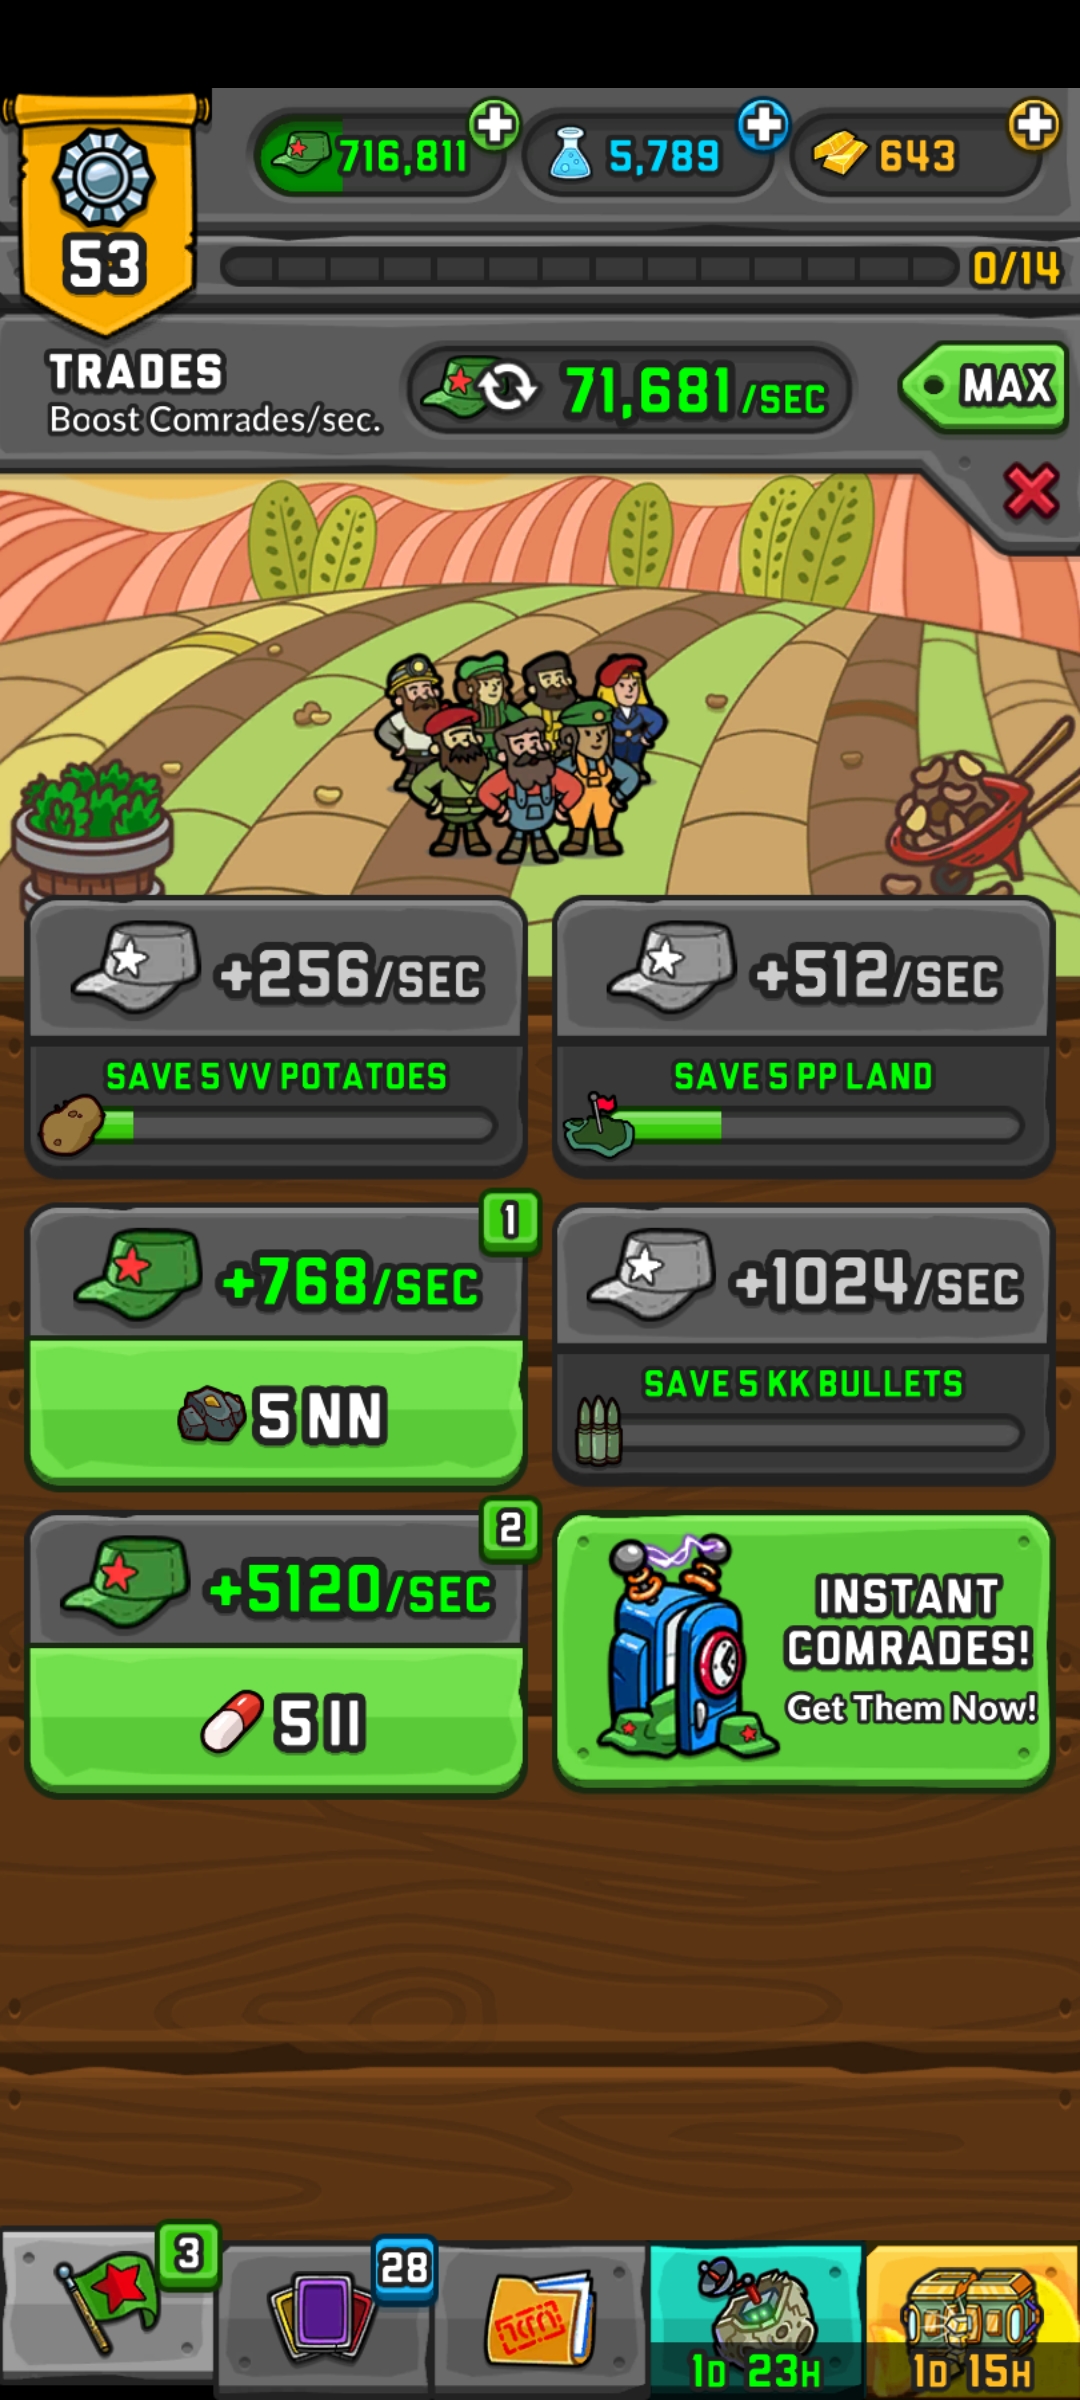 716,811
5,789
643
53
0/14
TRADES
Boost Comrades/sec.
71,681/SEC
MAX
+256/SEC
SAVE 5 VV POTATOES
+512/SEC
SAVE 5 PP LAND
1
+768/SEC
5 NN
+1024/SEC
SAVE 5 KK BULLETS
2
+5120/SEC
5 II
INSTANT
COMRADES!
Get Them Now!
3
28
1D 23H
1D 15H